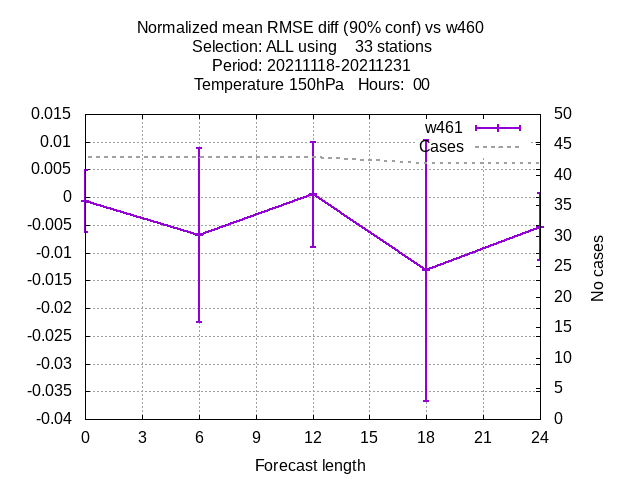 Normalized mean RMSE diff (90% conf) vs w460
Selection: ALL using    33 stations
Period: 20211118-20211231
Temperature 150hPa   Hours:  00
w461
Cases
0.015
0.01
0.005
0
-0.005
-0.01
-0.015
-0.02
-0.025
-0.03
-0.035
-0.04
50
45
40
35
30
25
20
15
10
5
0
No cases
0 3 6 9 12 15 18 21 24
Forecast length